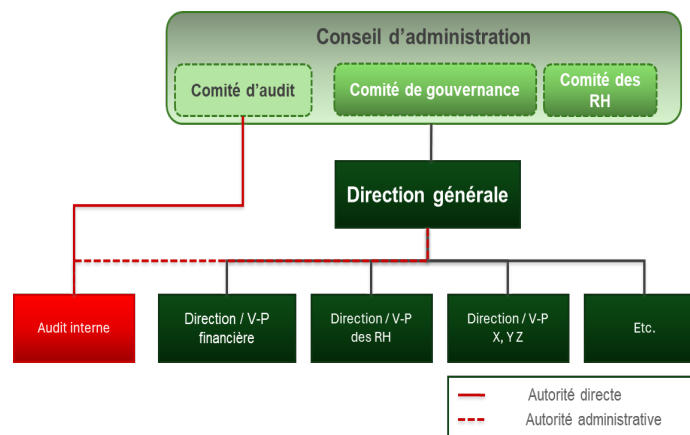 Conseil d'administration
Comité d'audit
Comité de gouvernance
Comité des
RH
Direction générale
Audit interne
Direction / V-P
financière
Direction / V-P
des RH
Direction / V-P
X, Y Z
Etc.
Autorité directe
Autorité administrative